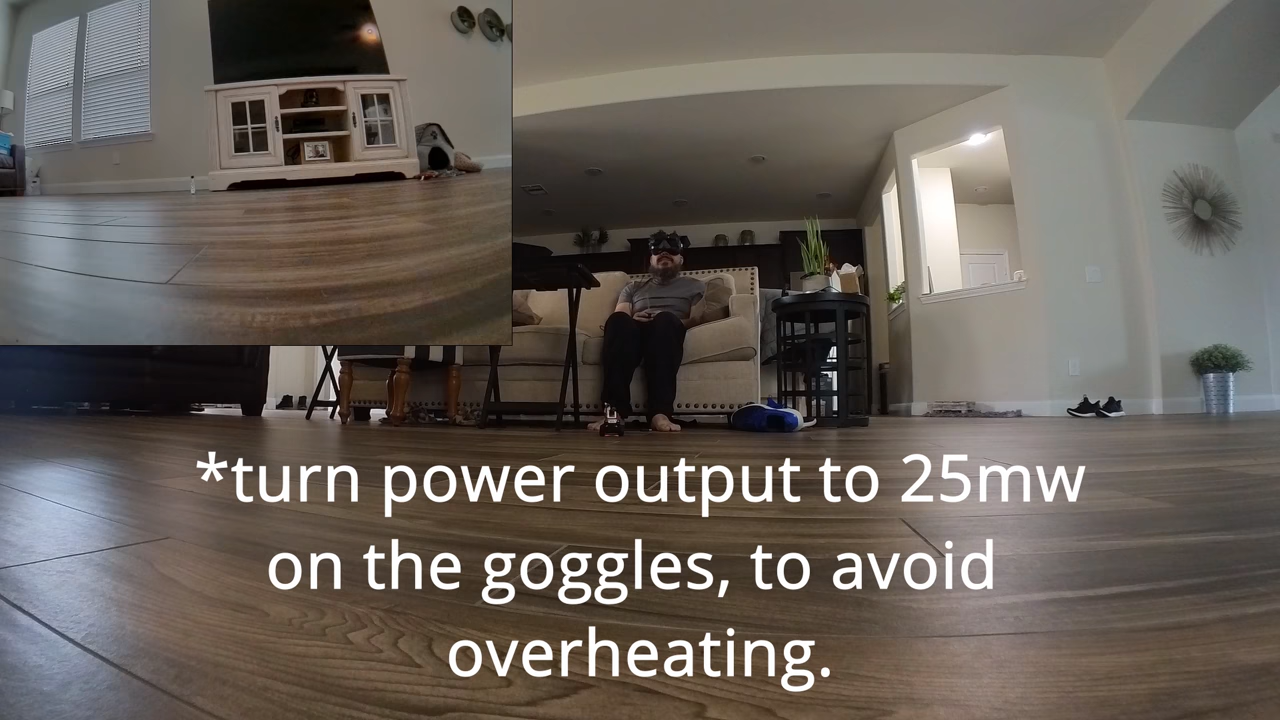 *turn power output to 25mw
on the goggles, to avoid
overheating.